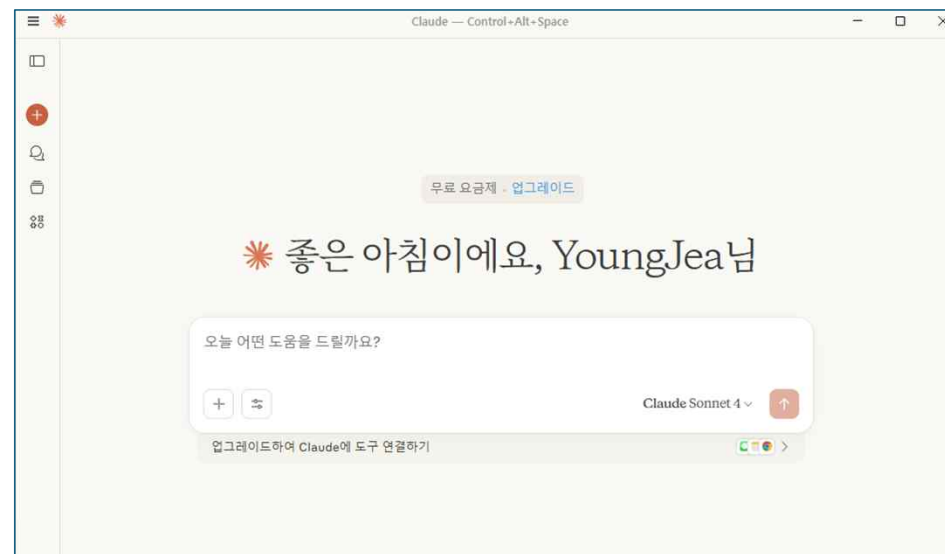 Claude — Control+Alt+Space
무료 요금제 - 업그레이드
좋은 아침이에요, YoungJea님
오늘 어떤 도움을 드릴까요?
Claude Sonnet 4
업그레이드하여 Claude에 도구 연결하기